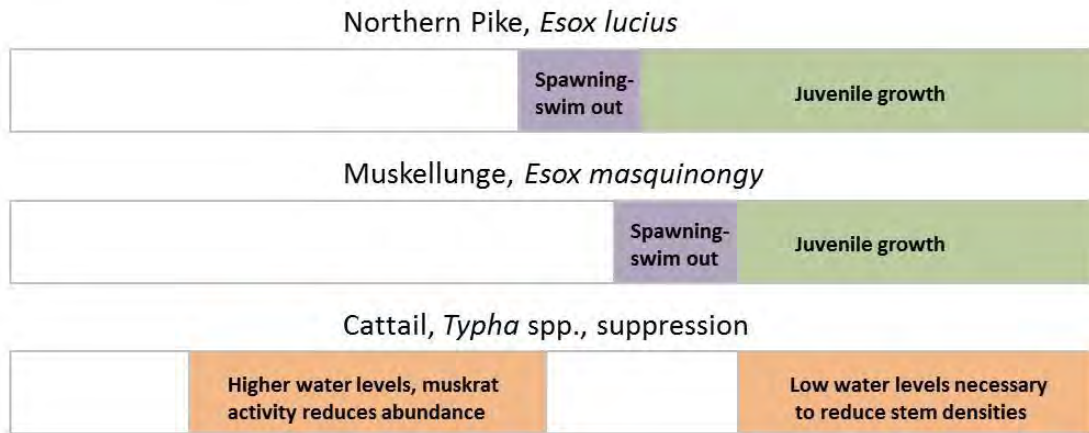 Northern Pike, Esox lucius
Spawning-
swim out
Juvenile growth
Muskellunge, Esox masquinongy
Spawning-
swim out
Juvenile growth
Cattail, Typha spp., suppression
Higher water levels, muskrat
activity reduces abundance
Low water levels necessary
to reduce stem densities